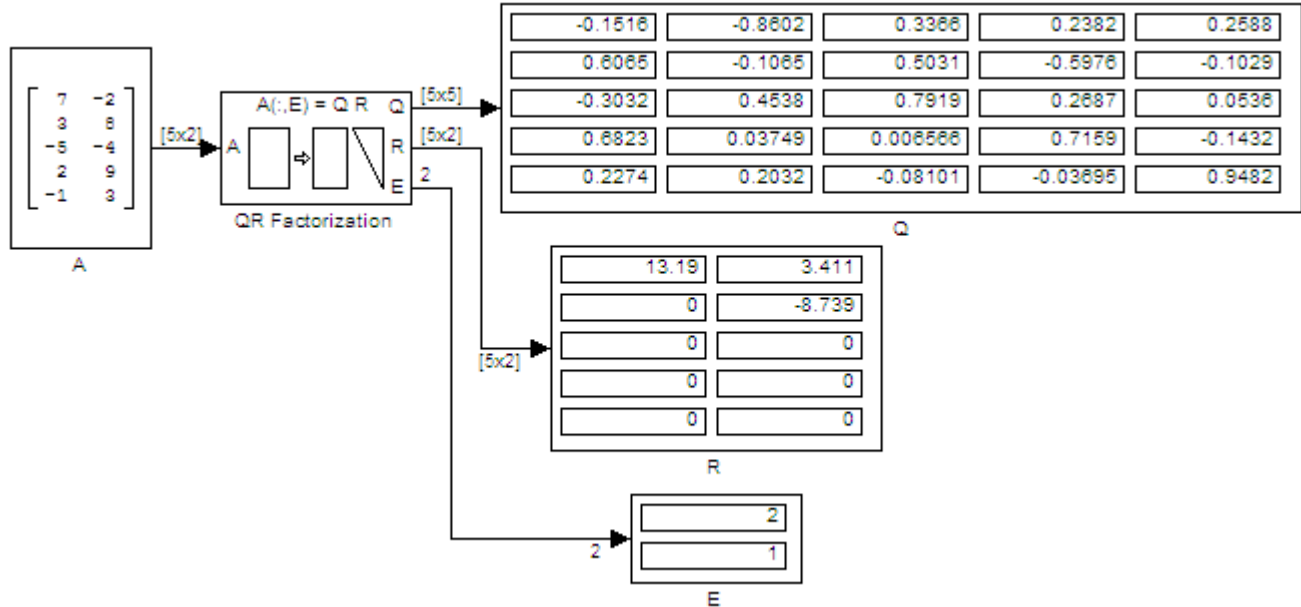 7 -2
3 8
-5 -4
2 9
-1 3
A
[5x2]
A(:,E) = Q R
A
Q
R
E
QR Factorization
[5x5]
[5x2]
2
-0.1516 -0.8602 0.3366 0.2382 0.2588
0.6065 -0.1065 0.5031 -0.5976 -0.1029
-0.3032 0.4538 0.7919 0.2687 0.0536
0.6823 0.03749 0.006566 0.7159 -0.1432
0.2274 0.2032 -0.08101 -0.03695 0.9482
Q
[5x2]
13.19 3.411
0 -8.739
0 0
0 0
0 0
R
2
2
1
E